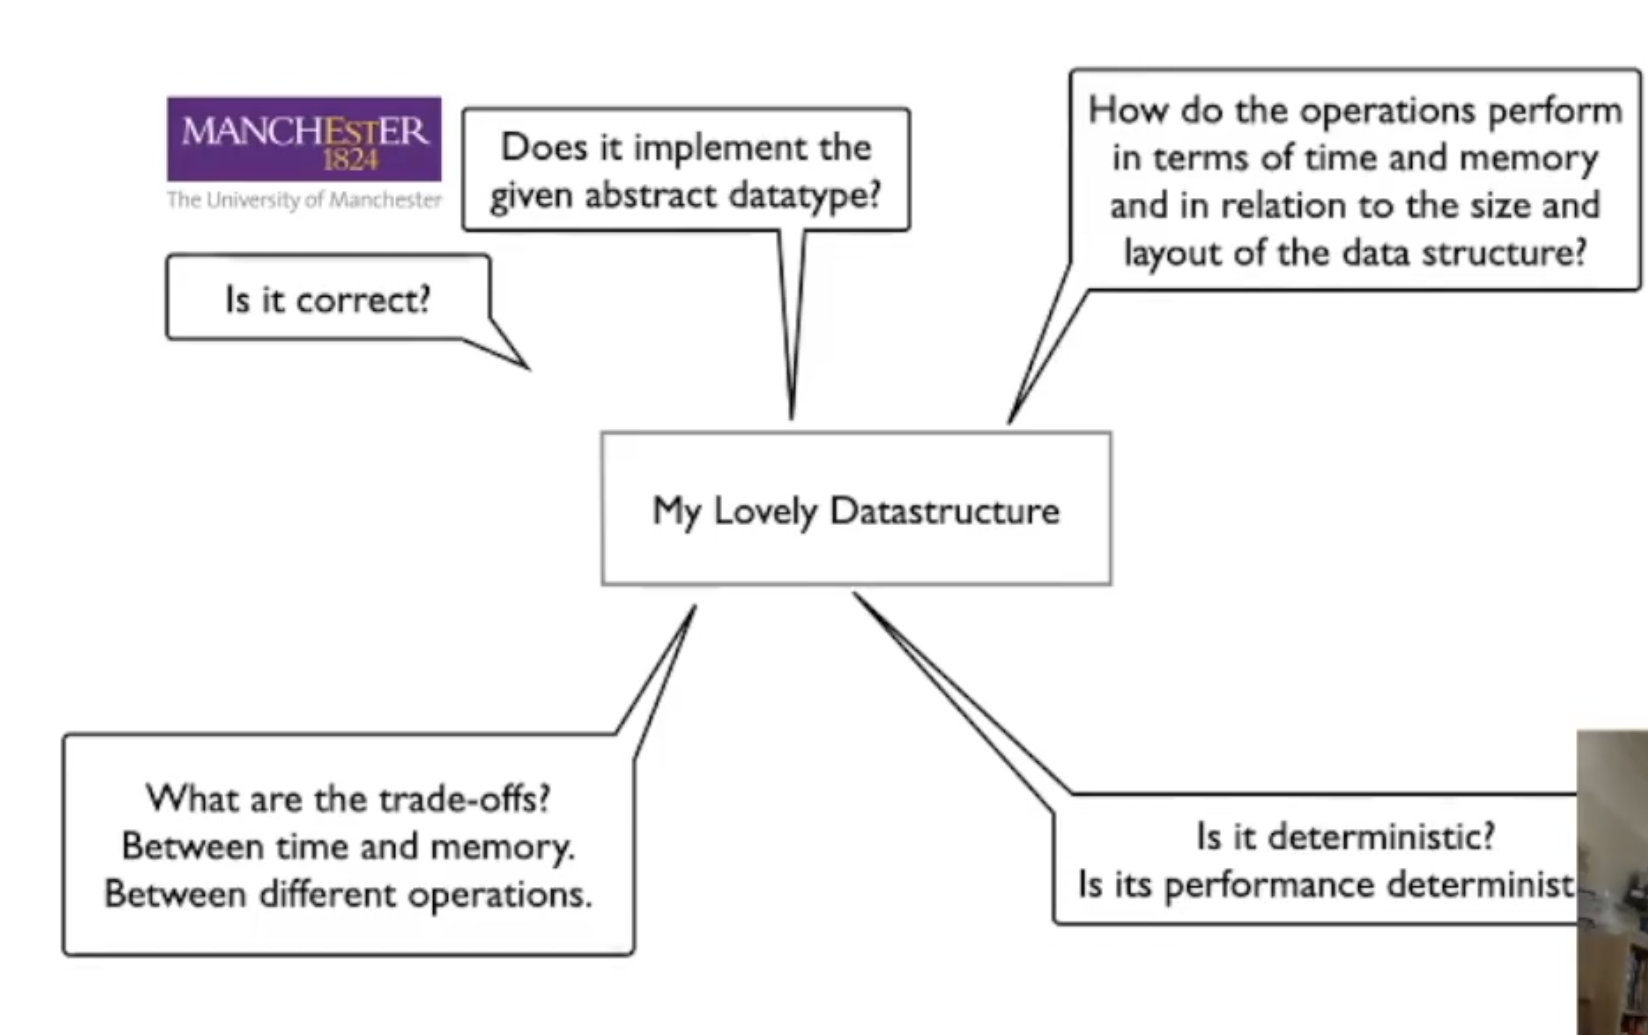 MANCHESTER
1824
The University of Manchester
Does it implement the
given abstract datatype?
How do the operations perform
in terms of time and memory
and in relation to the size and
layout of the data structure?
Is it correct?
My Lovely Datastructure
What are the trade-offs?
Between time and memory.
Between different operations.
Is it deterministic?
Is its performance determinist